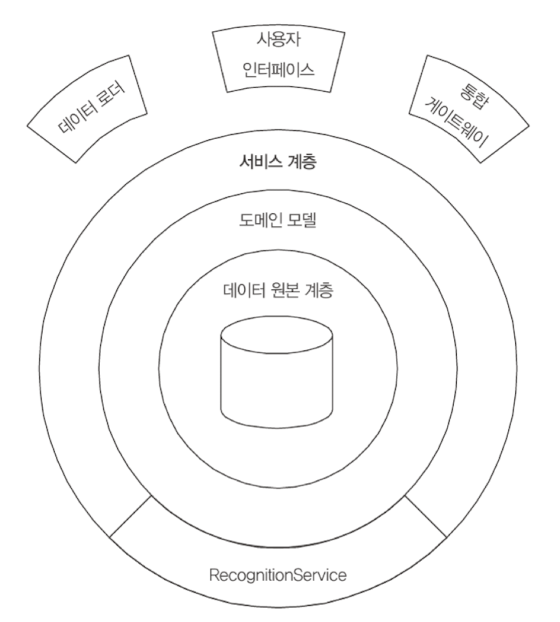 데이터 로더
사용자
인터페이스
통합
게이트웨이
서비스 계층
도메인 모델
데이터 원본 계층
RecognitionService